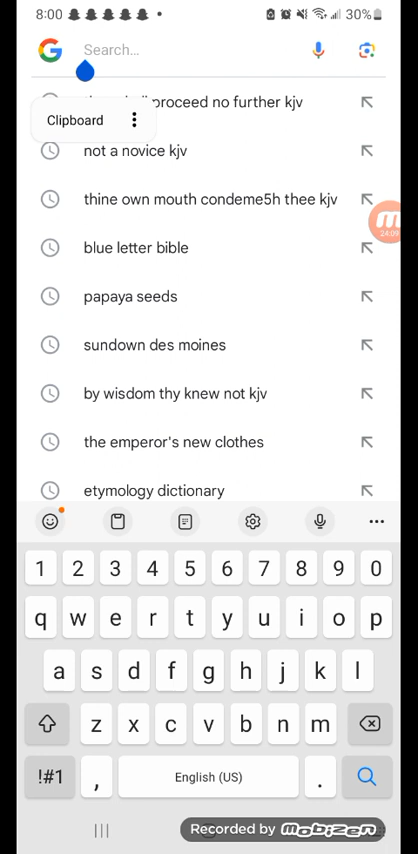 8:00
30%
Search...
proceed no further kjv
Clipboard
not a novice kjv
thine own mouth condeme5h thee kjv
24:09
blue letter bible
papaya seeds
sundown des moines
by wisdom thy knew not kjv
the emperor's new clothes
etymology dictionary
1 2 3 4 5 6 7 8 9 0
q w e r t y u i o p
a s d f g h j k l
z x c v b n m
!#1 , English (US) .
Recorded by mobizen